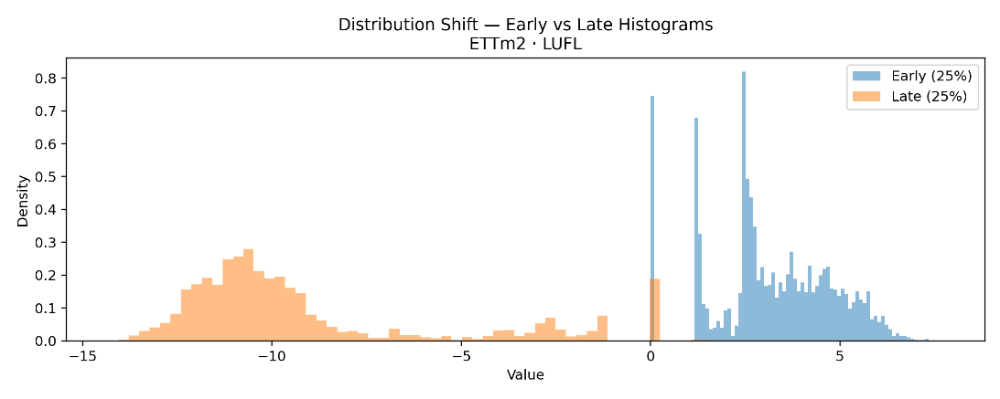 Distribution Shift — Early vs Late Histograms
ETTm2 · LUFL
Early (25%)
Late (25%)
Density
0.8
0.7
0.6
0.5
0.4
0.3
0.2
0.1
0.0
−15
−10
−5
0
5
Value